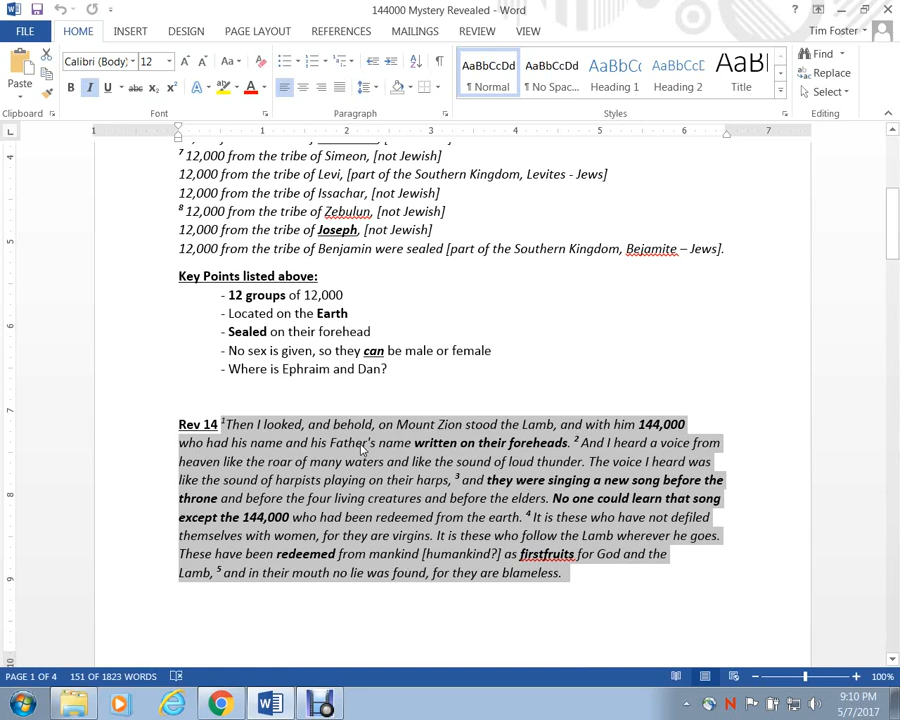 144000 Mystery Revealed - Word
FILE HOME INSERT DESIGN PAGE LAYOUT REFERENCES MAILINGS REVIEW VIEW Tim Foster
Calibri (Body) 12
Paste
Clipboard Font Paragraph Styles Editing
AaBbCcDd AaBbCcDd AaBbCc AaBbCcD AaBl
¶ Normal ¶ No Spac... Heading 1 Heading 2 Title
Find
Replace
Select
1 1 2 3 4 5 6 7
7 12,000 from the tribe of Simeon, [not Jewish]
12,000 from the tribe of Levi, [part of the Southern Kingdom, Levites - Jews]
12,000 from the tribe of Issachar, [not Jewish]
8 12,000 from the tribe of Zebulun, [not Jewish]
12,000 from the tribe of Joseph, [not Jewish]
12,000 from the tribe of Benjamin were sealed [part of the Southern Kingdom, Bejamite – Jews].
Key Points listed above:
- 12 groups of 12,000
- Located on the Earth
- Sealed on their forehead
- No sex is given, so they can be male or female
- Where is Ephraim and Dan?
Rev 14 1Then I looked, and behold, on Mount Zion stood the Lamb, and with him 144,000
who had his name and his Father's name written on their foreheads. 2 And I heard a voice from
heaven like the roar of many waters and like the sound of loud thunder. The voice I heard was
like the sound of harpists playing on their harps, 3 and they were singing a new song before the
throne and before the four living creatures and before the elders. No one could learn that song
except the 144,000 who had been redeemed from the earth. 4 It is these who have not defiled
themselves with women, for they are virgins. It is these who follow the Lamb wherever he goes.
These have been redeemed from mankind [humankind?] as firstfruits for God and the
Lamb, 5 and in their mouth no lie was found, for they are blameless.
PAGE 1 OF 4 151 OF 1823 WORDS 100%
9:10 PM
5/7/2017